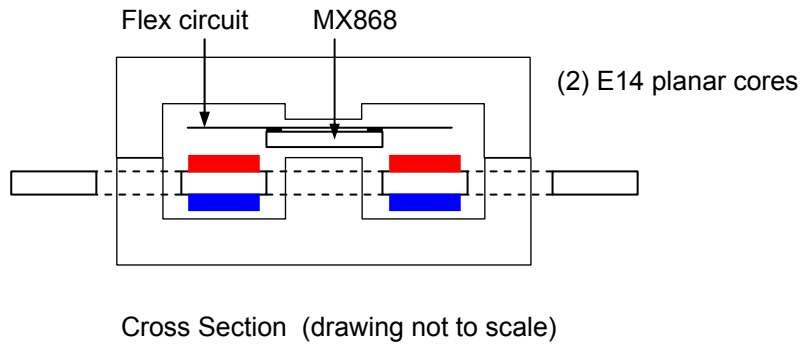 Flex circuit MX868
(2) E14 planar cores
Cross Section (drawing not to scale)